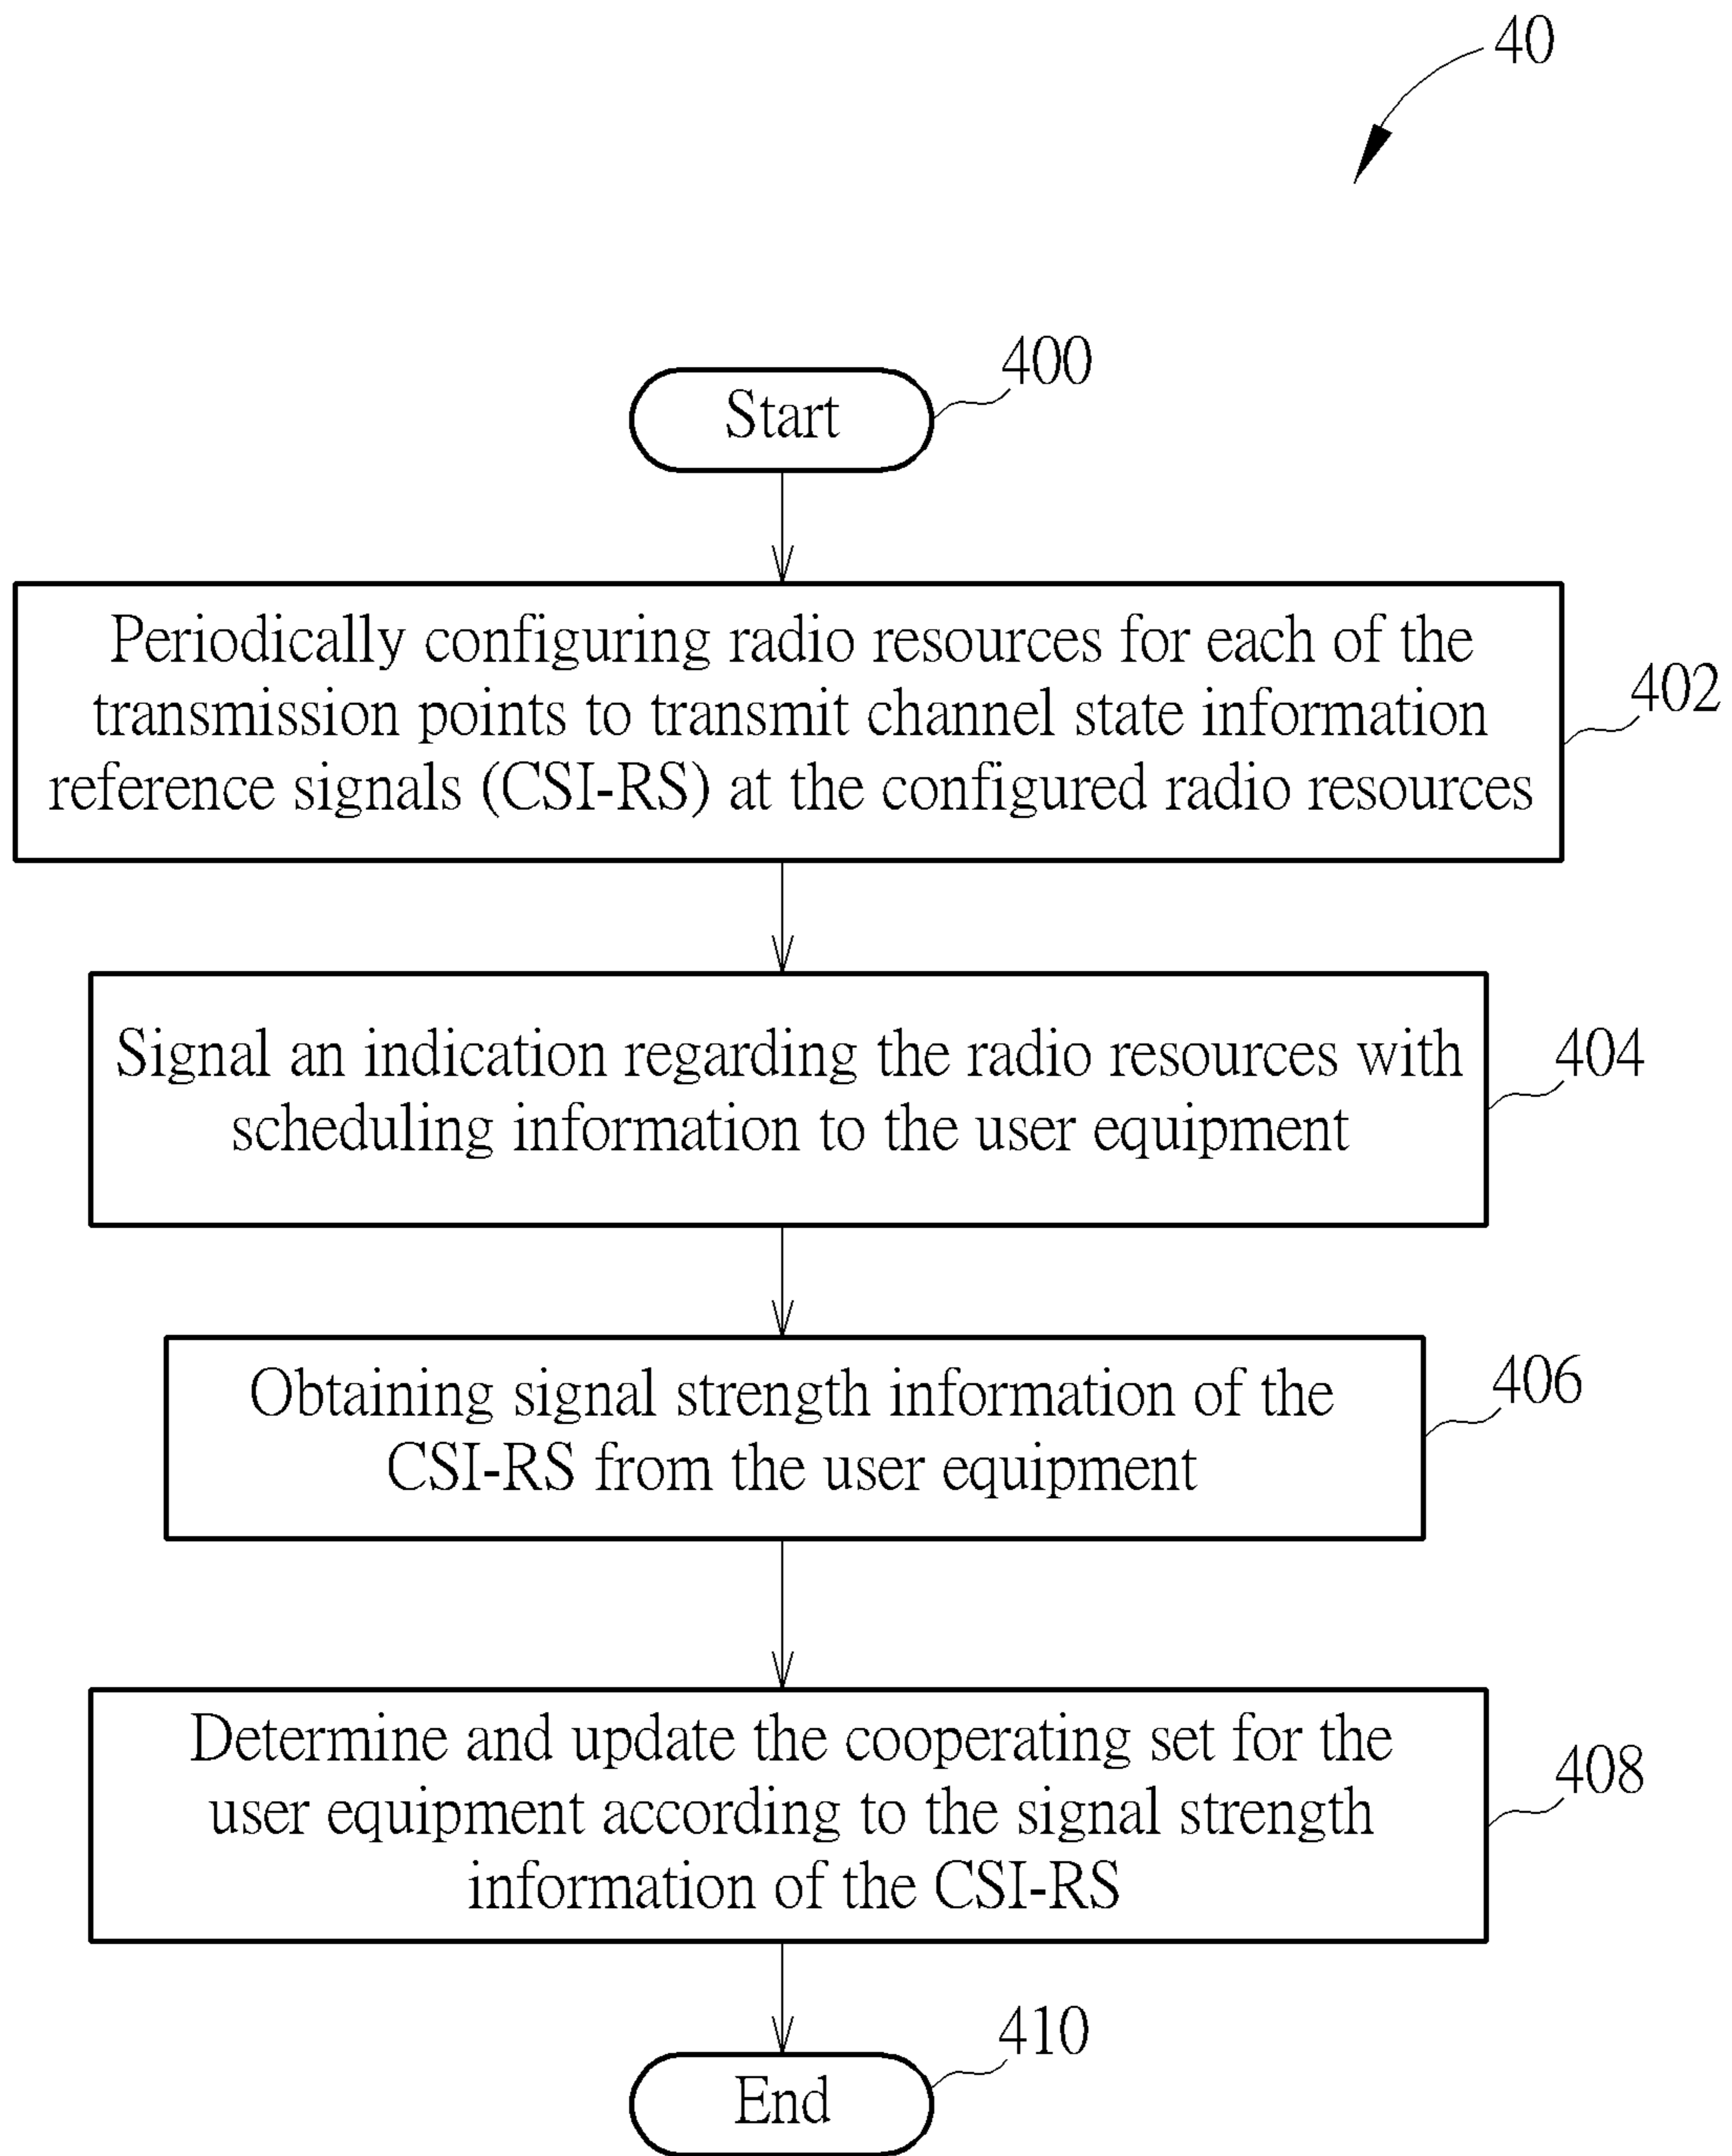 40
400
Start
Periodically configuring radio resources for each of the
transmission points to transmit channel state information
reference signals (CSI-RS) at the configured radio resources
402
Signal an indication regarding the radio resources with
scheduling information to the user equipment
404
Obtaining signal strength information of the
CSI-RS from the user equipment
406
Determine and update the cooperating set for the
user equipment according to the signal strength
information of the CSI-RS
408
410
End